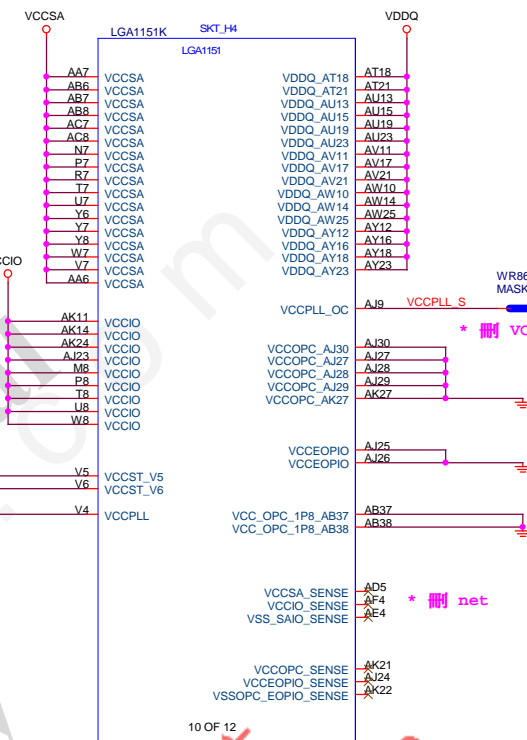 VCCSA
VDDQ
LGA1151K
SKT_H4
LGA1151
AA7 VCCSA VDDQ_AT18 AT18
AB6 VCCSA VDDQ_AT21 AT21
AB7 VCCSA VDDQ_AU13 AU13
AB8 VCCSA VDDQ_AU15 AU15
AC7 VCCSA VDDQ_AU19 AU19
AC8 VCCSA VDDQ_AU23 AU23
N7 VCCSA VDDQ_AV11 AV11
P7 VCCSA VDDQ_AV17 AV17
R7 VCCSA VDDQ_AV21 AV21
T7 VCCSA VDDQ_AW10 AW10
U7 VCCSA VDDQ_AW14 AW14
Y6 VCCSA VDDQ_AW25 AW25
Y7 VCCSA VDDQ_AY12 AY12
Y8 VCCSA VDDQ_AY16 AY16
W7 VCCSA VDDQ_AY18 AY18
V7 VCCSA VDDQ_AY23 AY23
AA6 VCCSA
CCIO
WR86
MASK
VCCPLL_OC AJ9 VCCPLL_S
* 刪 VC
AK11 VCCIO
AK14 VCCIO
AK24 VCCIO
AJ23 VCCIO
M8 VCCIO
P8 VCCIO
T8 VCCIO
U8 VCCIO
W8 VCCIO
VCCOPC_AJ30 AJ30
VCCOPC_AJ27 AJ27
VCCOPC_AJ28 AJ28
VCCOPC_AJ29 AJ29
VCCOPC_AK27 AK27
VCCEOPIO AJ25
VCCEOPIO AJ26
V5 VCCST_V5
V6 VCCST_V6
V4 VCCPLL
VCC_OPC_1P8_AB37 AB37
VCC_OPC_1P8_AB38 AB38
VCCSA_SENSE AD5
VCCIO_SENSE AF4
VSS_SAIO_SENSE AE4
* 刪 net
VCCOPC_SENSE AK21
VCCEOPIO_SENSE AJ24
VSSOPC_EOPIO_SENSE AK22
10 OF 12